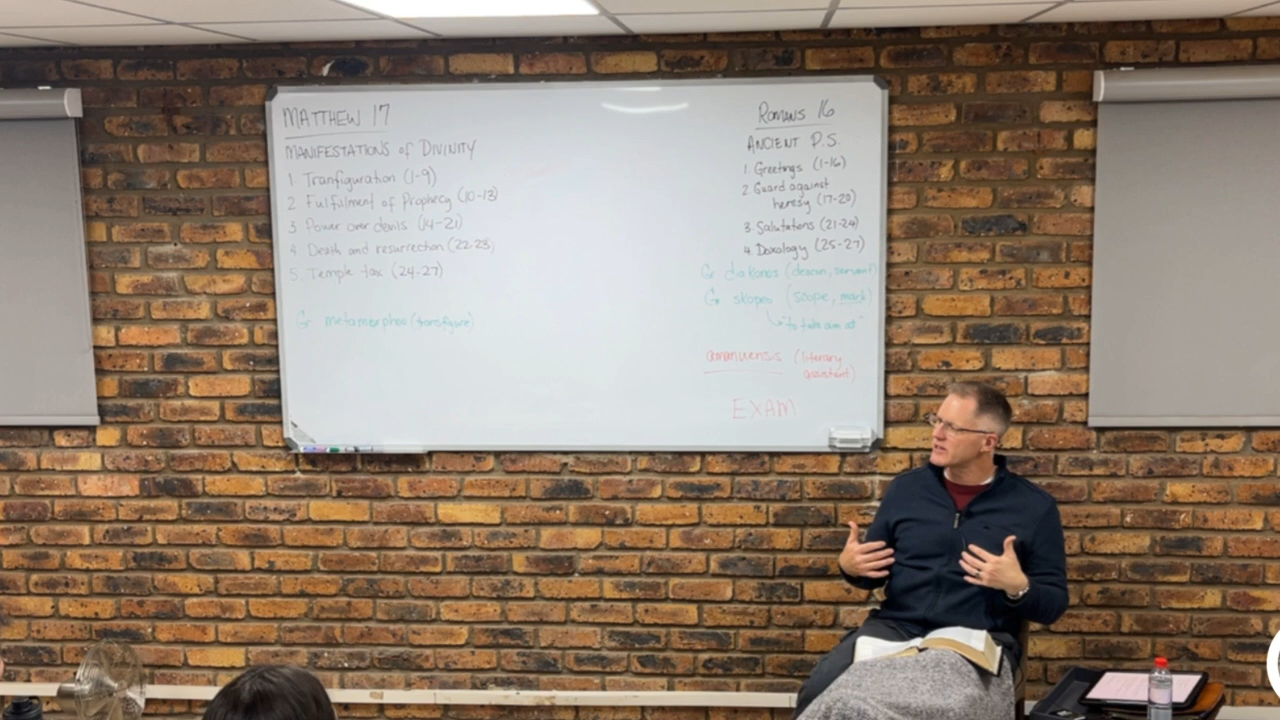 MATTHEW 17
MANIFESTATIONS of DIVINITY
1. Tranfiguration (1-9)
2. Fulfilment of Prophecy (10-13)
3. Power over devils (14-21)
4. Death and resurrection (22-23)
5. Temple tax (24-27)
Gr metamorphos (transfigure)
Romans 16
ANCIENT P.S.
1. Greetings (1-16)
2. Guard against
heresy (17-20)
3. Salutations (21-24)
4. Doxology (25-27)
Gr diakonos (deacon, servant)
Gr skopos (scope, mark)
"to take aim at"
amanuensis (literary
assistant)
EXAM